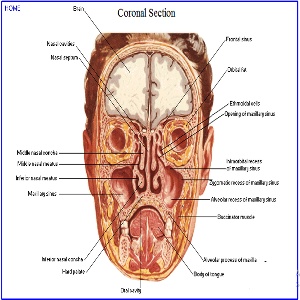 HOME
Brain
Coronal Section
Nasal cavities
Nasal septum
Frontal sinus
Orbital fat
Ethmoidal cells
Opening of maxillary sinus
Middle nasal concha
Middle nasal meatus
Inferior nasal meatus
Maxillary sinus
Infraorbital recess
of maxillary sinus
Zygomatic recess of maxillary sinus
Alveolar recess of maxillary sinus
Buccinator muscle
Inferior nasal concha
Hard palate
Oral cavity
Alveolar process of maxilla
Body of tongue